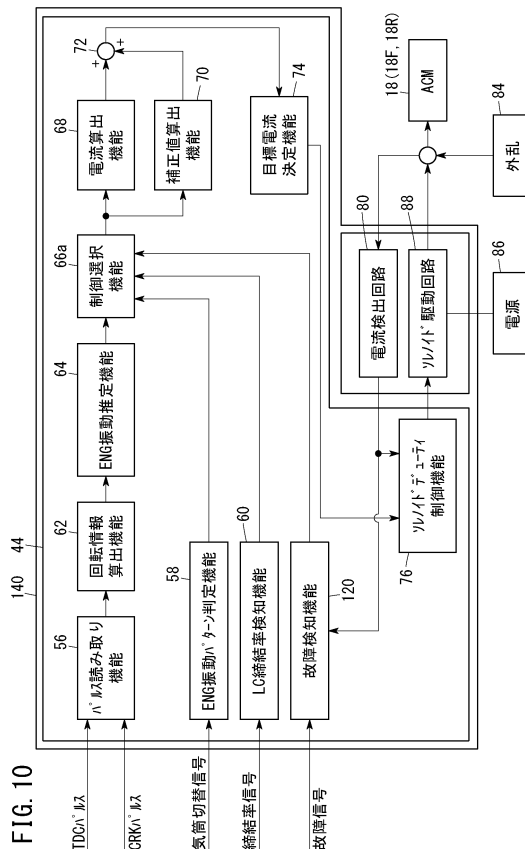 FIG. 10
140
44
TDCパルス
CRKパルス
56
パルス読み取り
機能
62
回転情報
算出機能
64
ENG振動推定機能
66a
制御選択
機能
68
電流算出
機能
70
補正値算出
機能
72
+
+
74
目標電流
決定機能
気筒切替信号
58
ENG振動パターン判定機能
締結率信号
60
LC締結率検知機能
故障信号
120
故障検知機能
76
ソレノイドデューティ
制御機能
80
電流検出回路
88
ソレノイド駆動回路
18 (18F, 18R)
ACM
84
外乱
86
電源